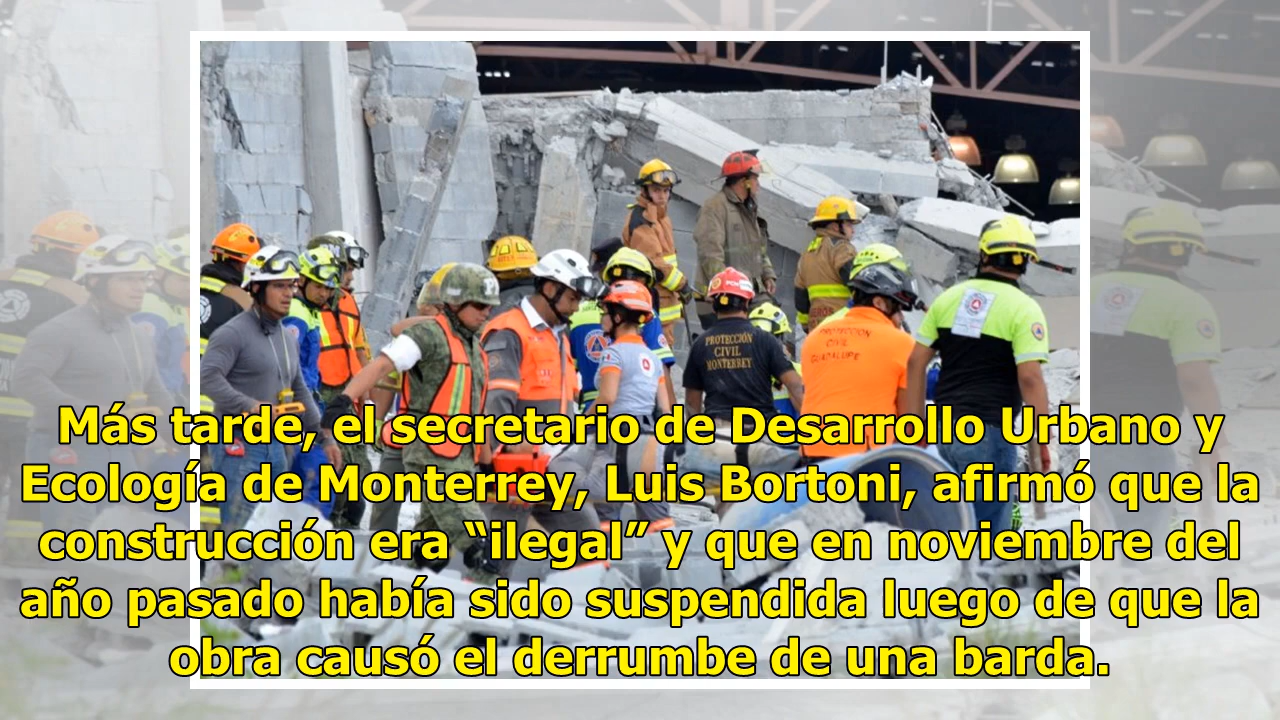 PROTECCIÓN
CIVIL
MONTERREY
PROTECCIÓN
CIVIL
GUADALUPE
Más tarde, el secretario de Desarrollo Urbano y
Ecología de Monterrey, Luis Bortoni, afirmó que la
construcción era “ilegal” y que en noviembre del
año pasado había sido suspendida luego de que la
obra causó el derrumbe de una barda.